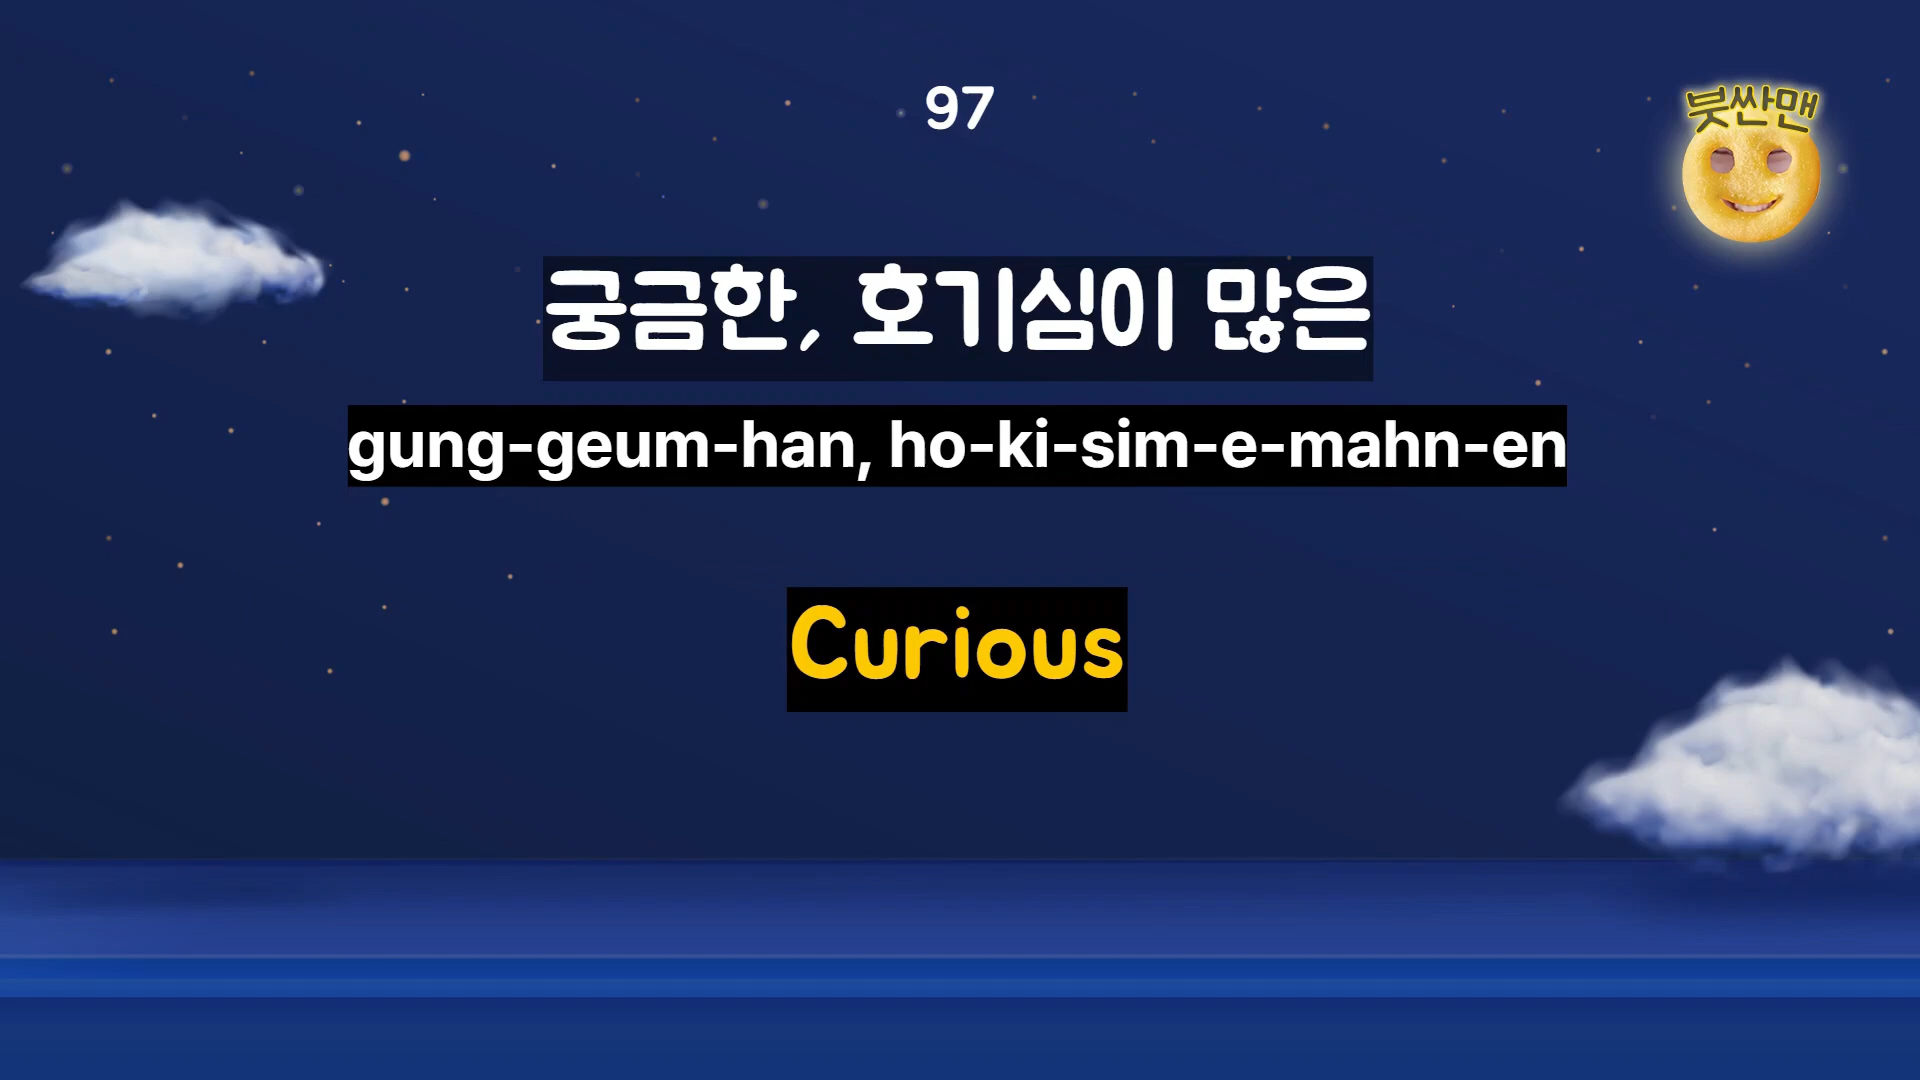 97
붓싼맨
궁금한, 호기심이 많은
gung-geum-han, ho-ki-sim-e-mahn-en
Curious